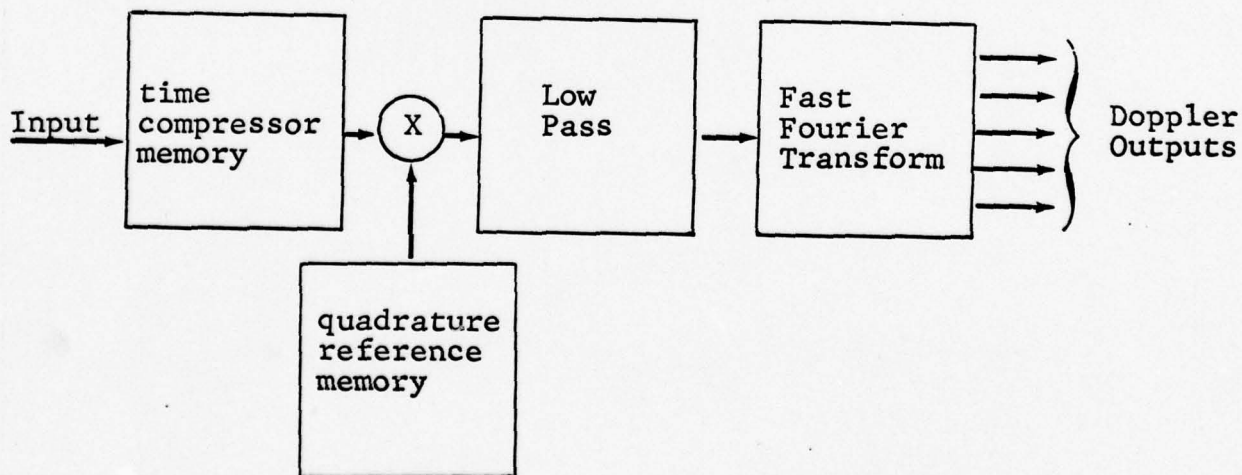 Input
time
compressor
memory
X
Low
Pass
Fast
Fourier
Transform
Doppler
Outputs
quadrature
reference
memory